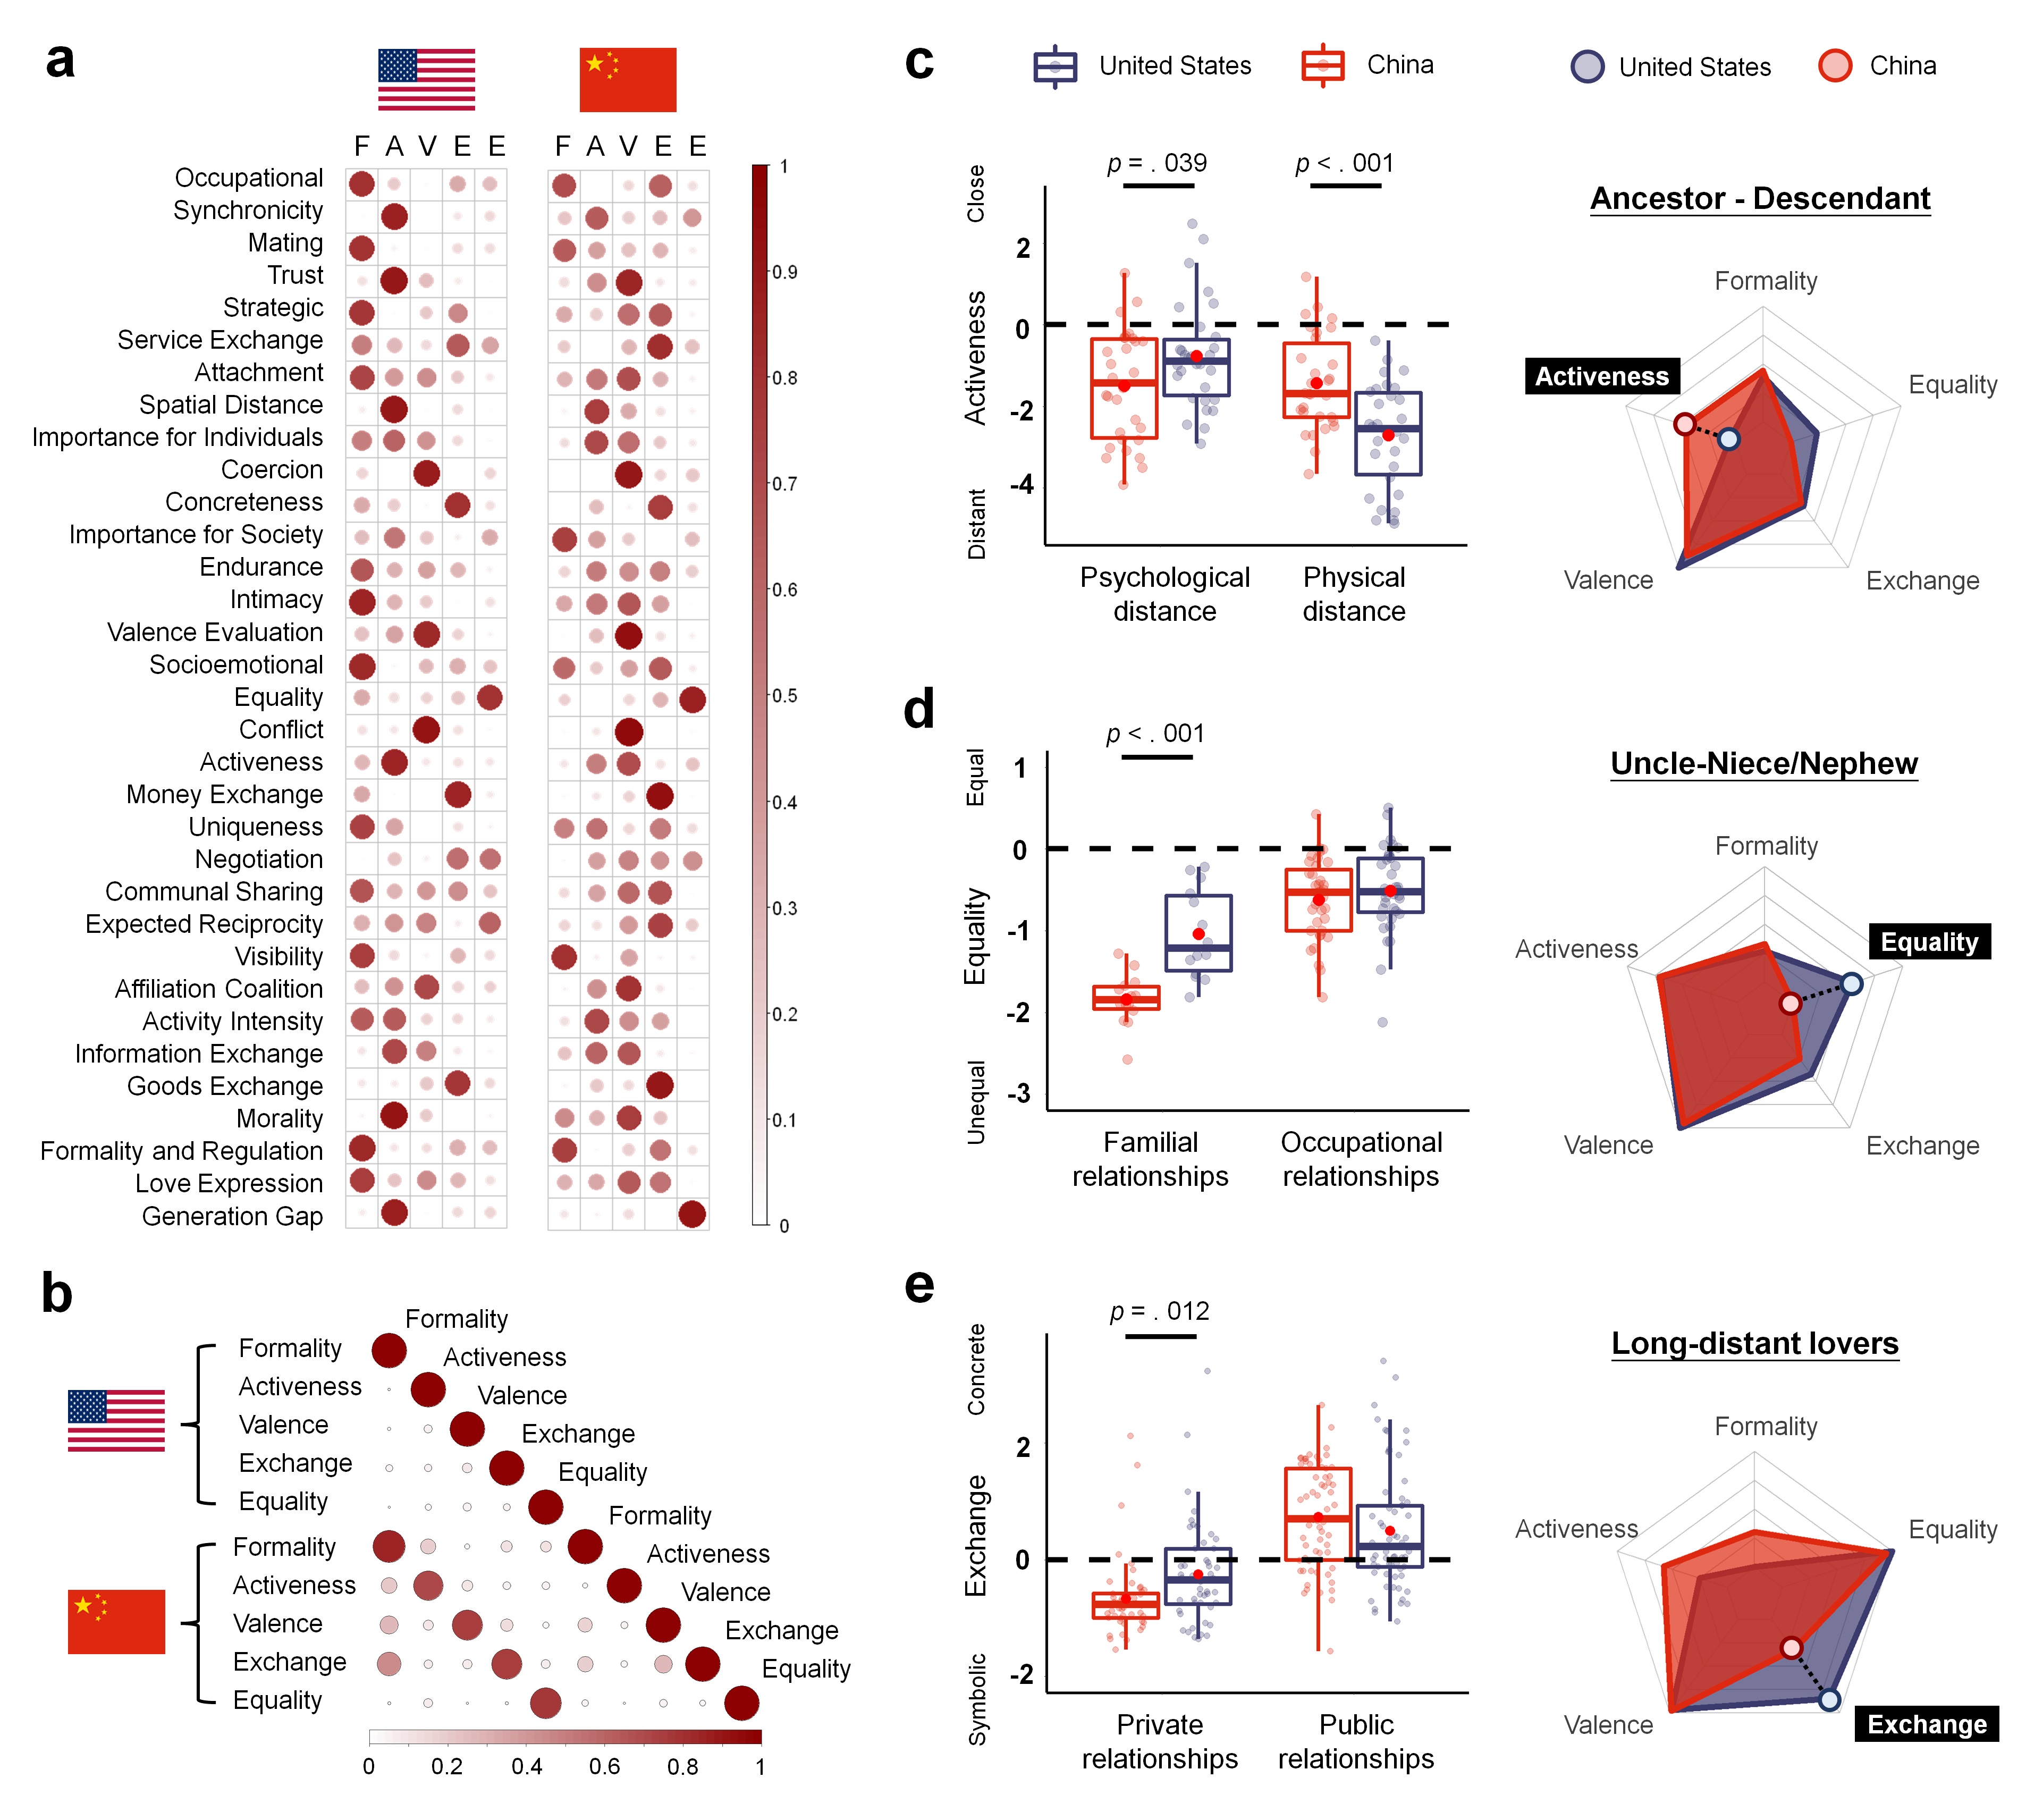 a
F A V E E
F A V E E
Occupational
Synchronicity
Mating
Trust
Strategic
Service Exchange
Attachment
Spatial Distance
Importance for Individuals
Coercion
Concreteness
Importance for Society
Endurance
Intimacy
Valence Evaluation
Socioemotional
Equality
Conflict
Activeness
Money Exchange
Uniqueness
Negotiation
Communal Sharing
Expected Reciprocity
Visibility
Affiliation Coalition
Activity Intensity
Information Exchange
Goods Exchange
Morality
Formality and Regulation
Love Expression
Generation Gap
1
0.9
0.8
0.7
0.6
0.5
0.4
0.3
0.2
0.1
0
b
Formality
Activeness
Valence
Exchange
Equality
Formality
Activeness
Valence
Exchange
Equality
Formality
Activeness
Valence
Exchange
Equality
Formality
Activeness
Valence
Exchange
Equality
0 0.2 0.4 0.6 0.8 1
c
United States China
United States China
p = . 039
p < . 001
Close
Activeness
Distant
2
0
-2
-4
Psychological
distance
Physical
distance
Ancestor - Descendant
Formality
Activeness
Equality
Valence
Exchange
d
p < . 001
Equal
Equality
Unequal
1
0
-1
-2
-3
Familial
relationships
Occupational
relationships
Uncle-Niece/Nephew
Formality
Activeness
Equality
Valence
Exchange
e
p = . 012
Concrete
Exchange
Symbolic
2
0
-2
Private
relationships
Public
relationships
Long-distant lovers
Formality
Activeness
Equality
Valence
Exchange